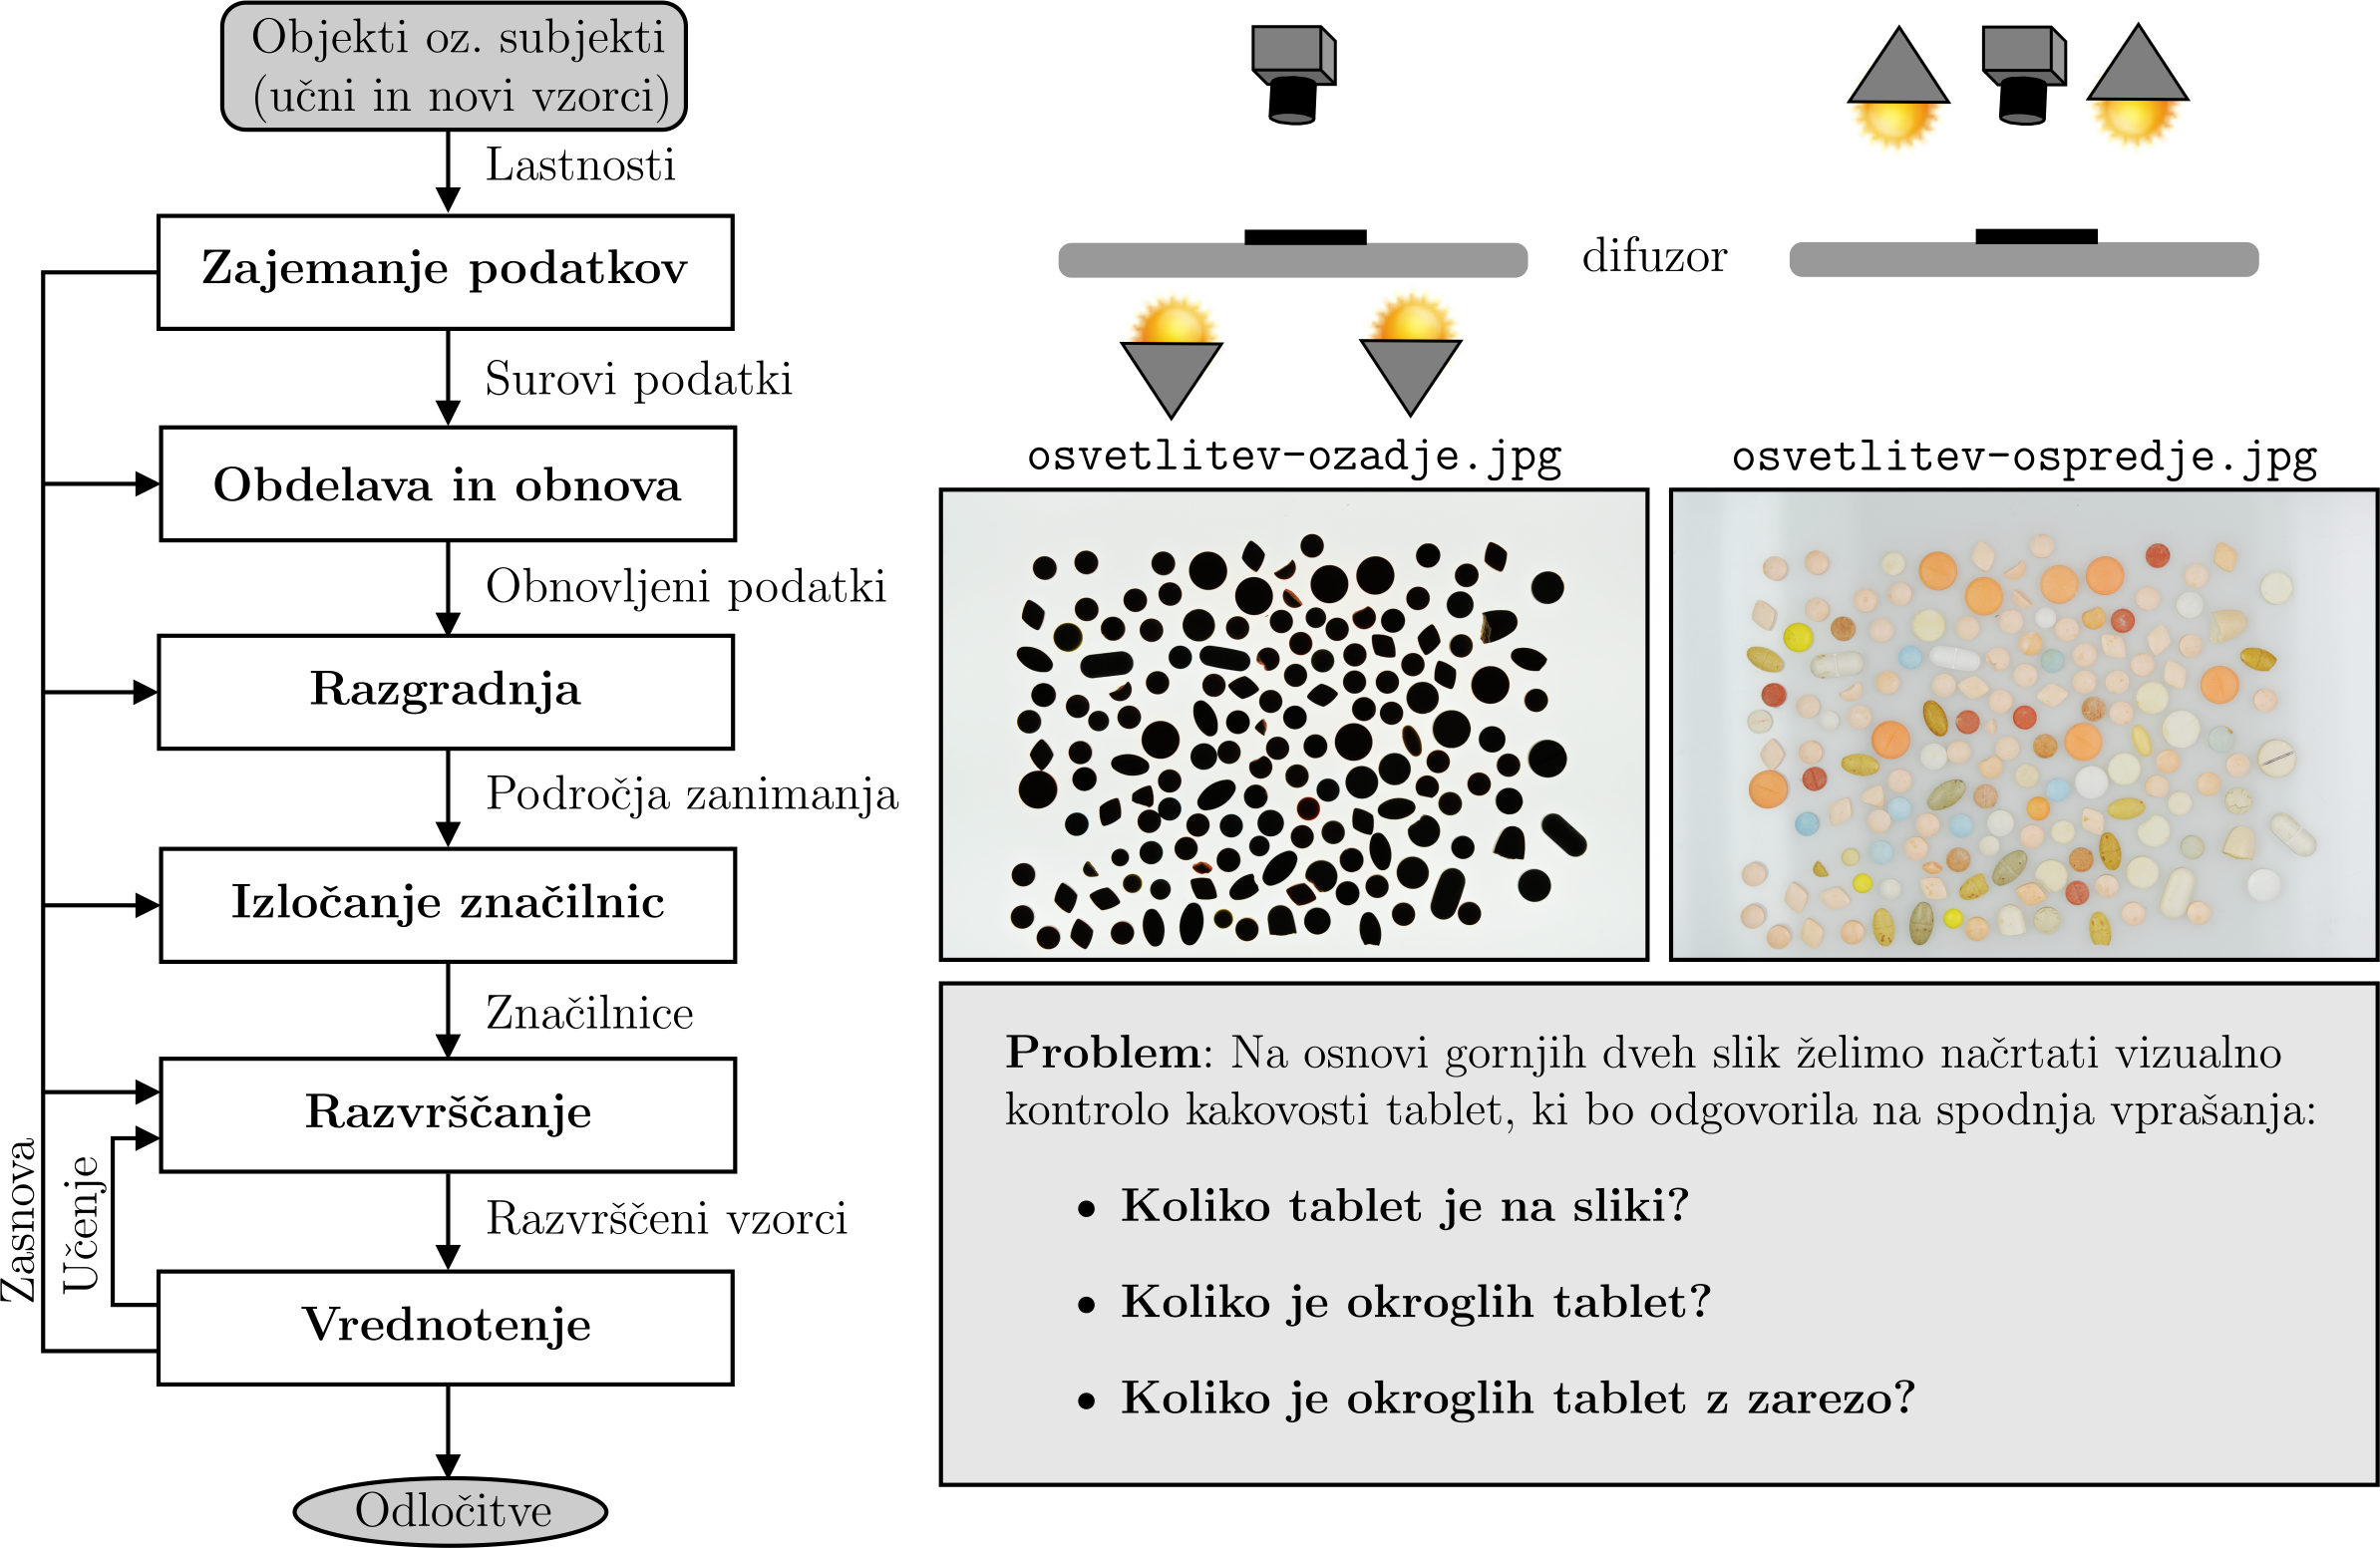 Objekti oz. subjekti
(učni in novi vzorci)
Lastnosti
Zajemanje podatkov
Surovi podatki
Obdelava in obnova
Obnovljeni podatki
Razgradnja
Področja zanimanja
Izločanje značilnic
Značilnice
Razvrščanje
Razvrščeni vzorci
Vrednotenje
Odločitve
Zasnova
Učenje
difuzor
osvetlitev-ozadje.jpg
osvetlitev-ospredje.jpg
Problem: Na osnovi gornjih dveh slik želimo načrtati vizualno
kontrolo kakovosti tablet, ki bo odgovorila na spodnja vprašanja:
• Koliko tablet je na sliki?
• Koliko je okroglih tablet?
• Koliko je okroglih tablet z zarezo?